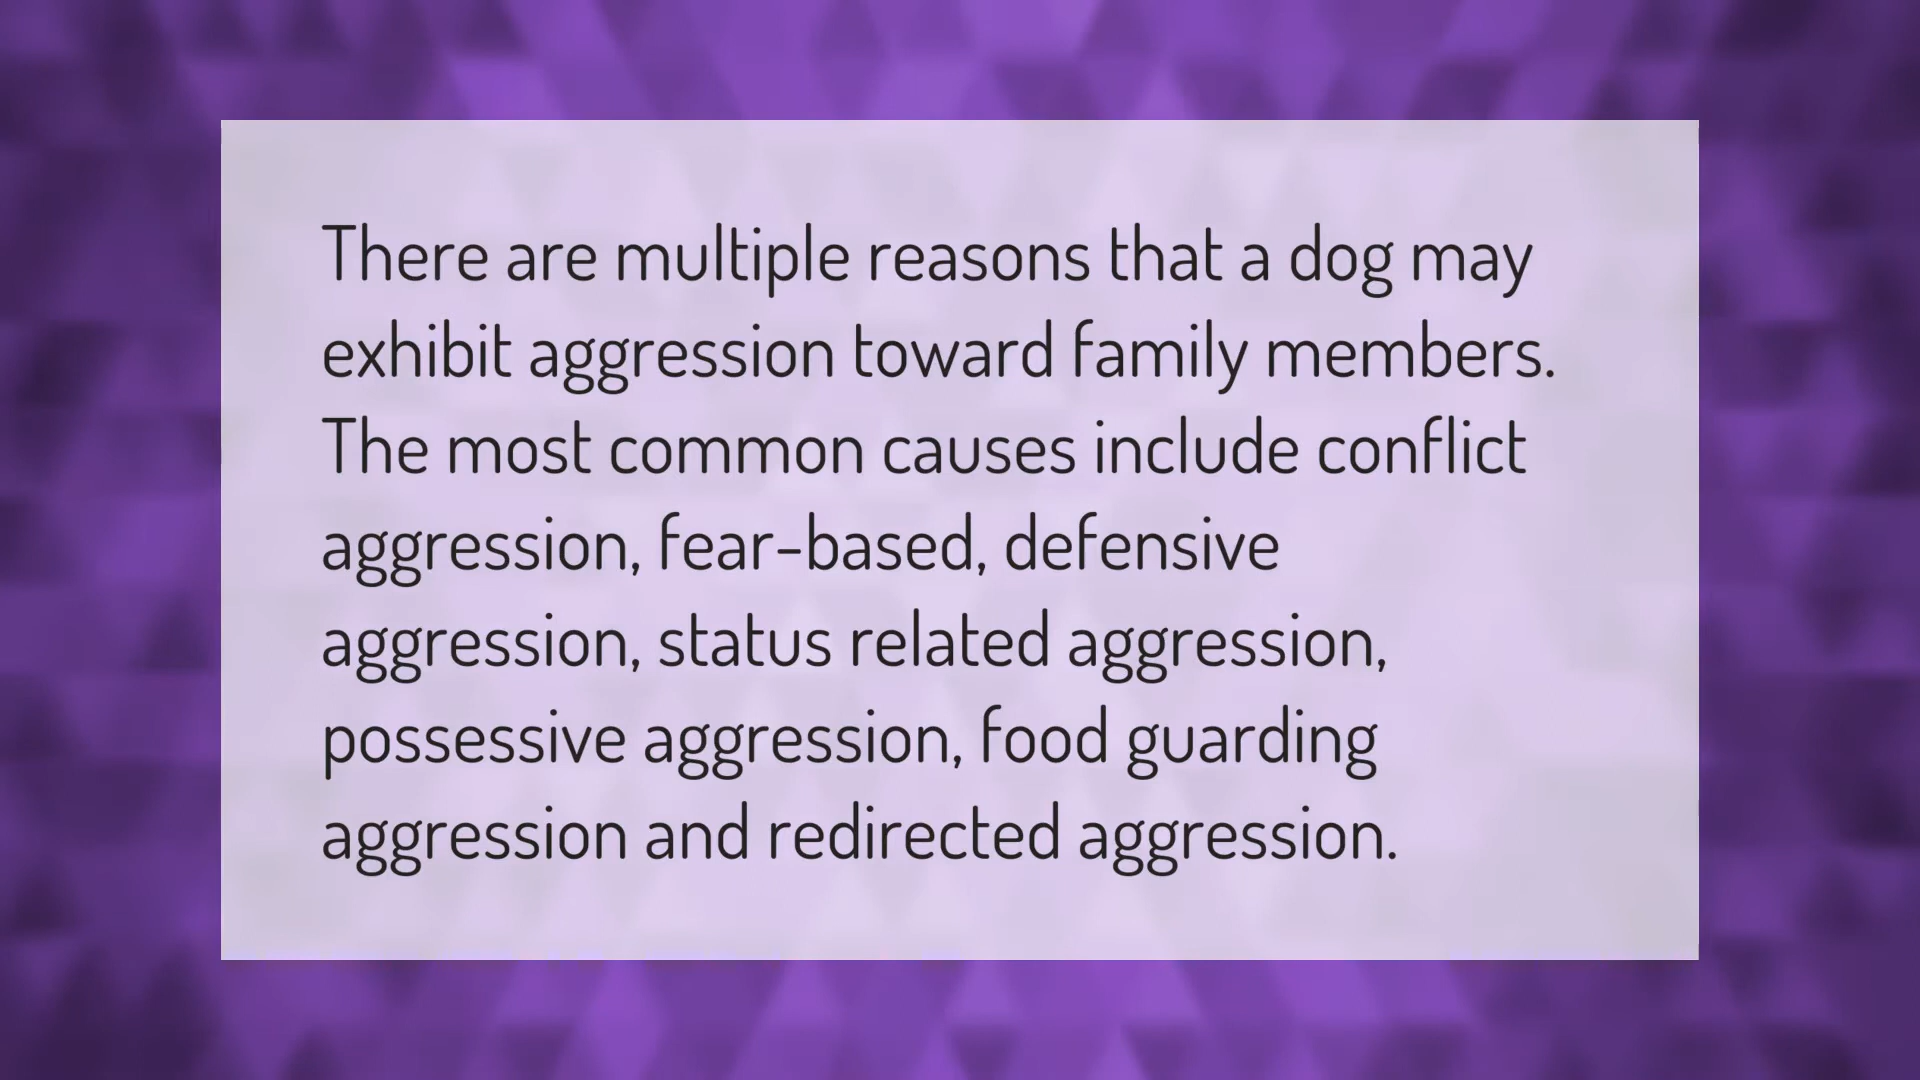 There are multiple reasons that a dog may
exhibit aggression toward family members.
The most common causes include conflict
aggression, fear-based, defensive
aggression, status related aggression,
possessive aggression, food guarding
aggression and redirected aggression.